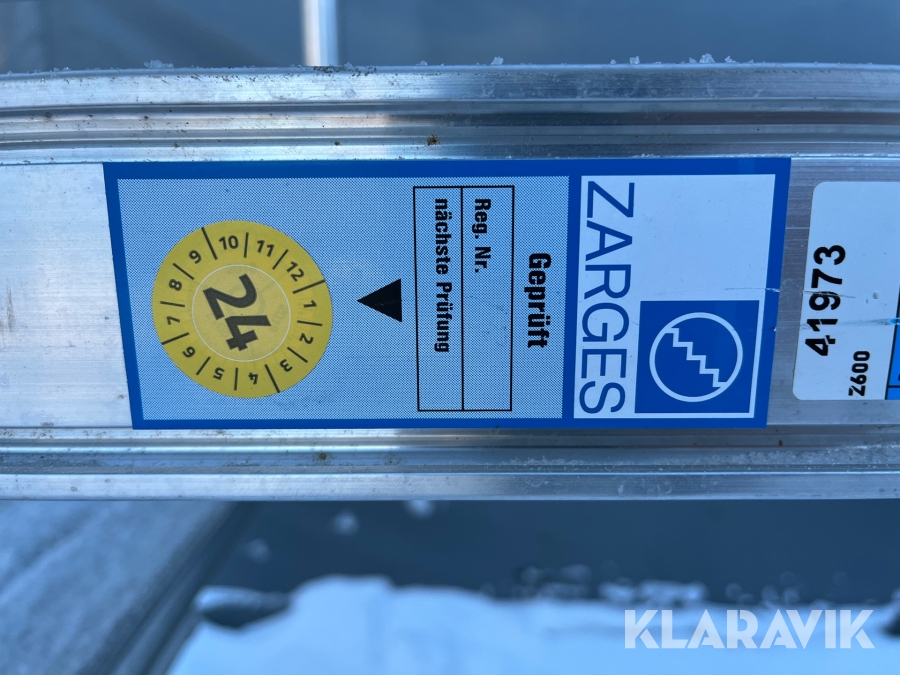 ZARGES
Geprüft
Reg. Nr.
nächste Prüfung
1
2
3
4
5
6
7
8
9
10
11
12
24
41973
Z600
KLARAVIK